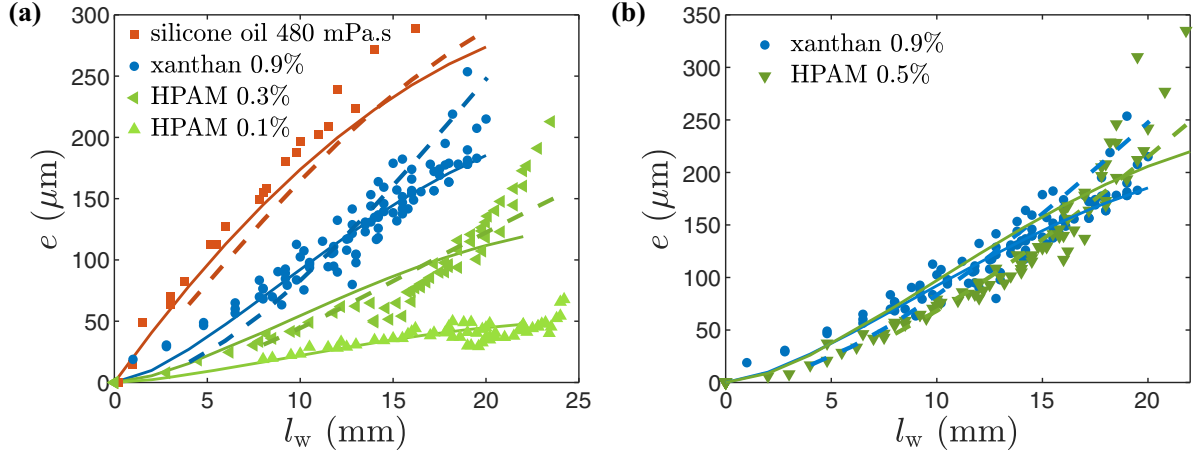 (a)
300
250
200
150
100
50
0
e (μm)
silicone oil 480 mPa.s
xanthan 0.9%
HPAM 0.3%
HPAM 0.1%
0
5
10
15
20
25
l_w (mm)
(b)
350
300
250
200
150
100
50
0
e (μm)
xanthan 0.9%
HPAM 0.5%
0
5
10
15
20
l_w (mm)